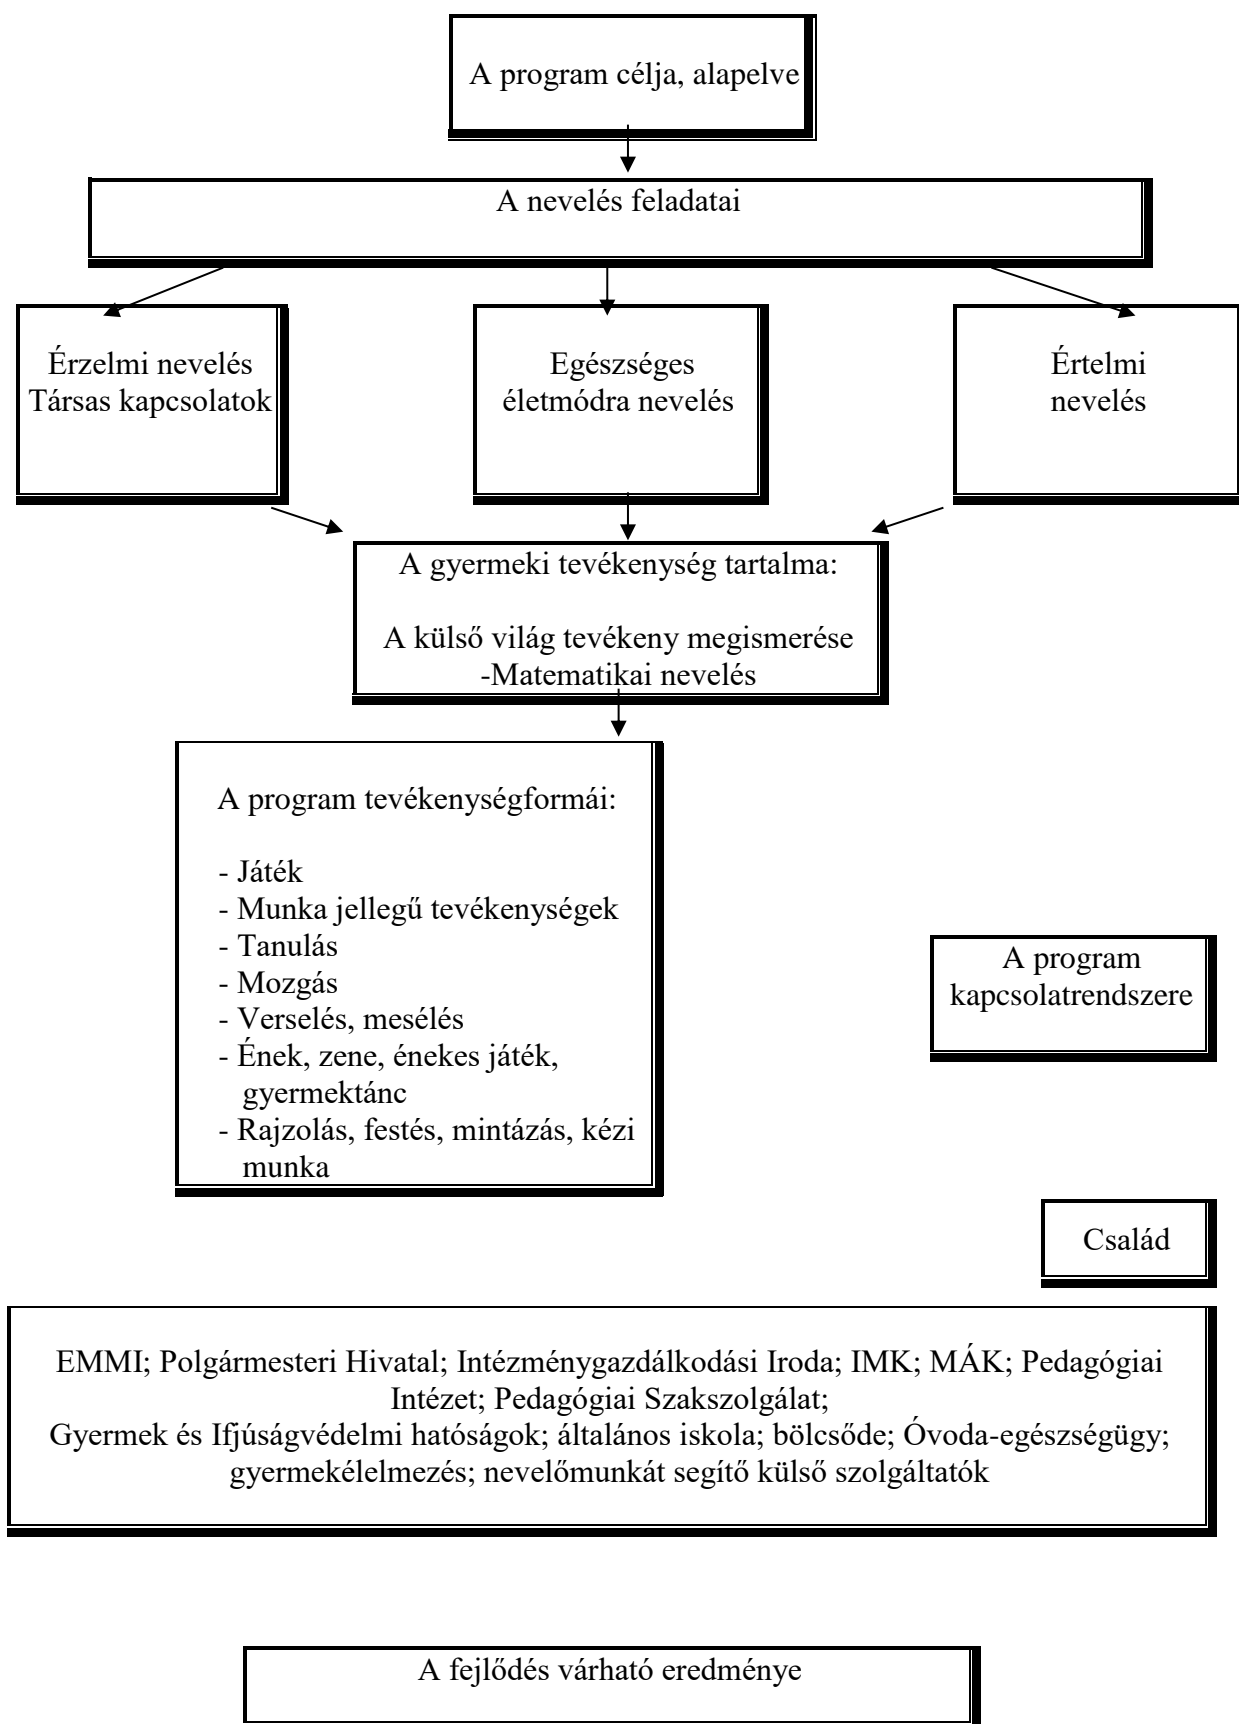 A program célja, alapelve
A nevelés feladatai
Érzelmi nevelés
Társas kapcsolatok
Egészséges
életmódra nevelés
Értelmi
nevelés
A gyermeki tevékenység tartalma:
A külső világ tevékeny megismerése
-Matematikai nevelés
A program tevékenységformái:
- Játék
- Munka jellegű tevékenységek
- Tanulás
- Mozgás
- Verselés, mesélés
- Ének, zene, énekes játék,
gyermektánc
- Rajzolás, festés, mintázás, kézi
munka
A program
kapcsolatrendszere
Család
EMMI; Polgármesteri Hivatal; Intézménygazdálkodási Iroda; IMK; MÁK; Pedagógiai
Intézet; Pedagógiai Szakszolgálat;
Gyermek és Ifjúságvédelmi hatóságok; általános iskola; bölcsőde; Óvoda-egészségügy;
gyermekélelmezés; nevelőmunkát segítő külső szolgáltatók
A fejlődés várható eredménye